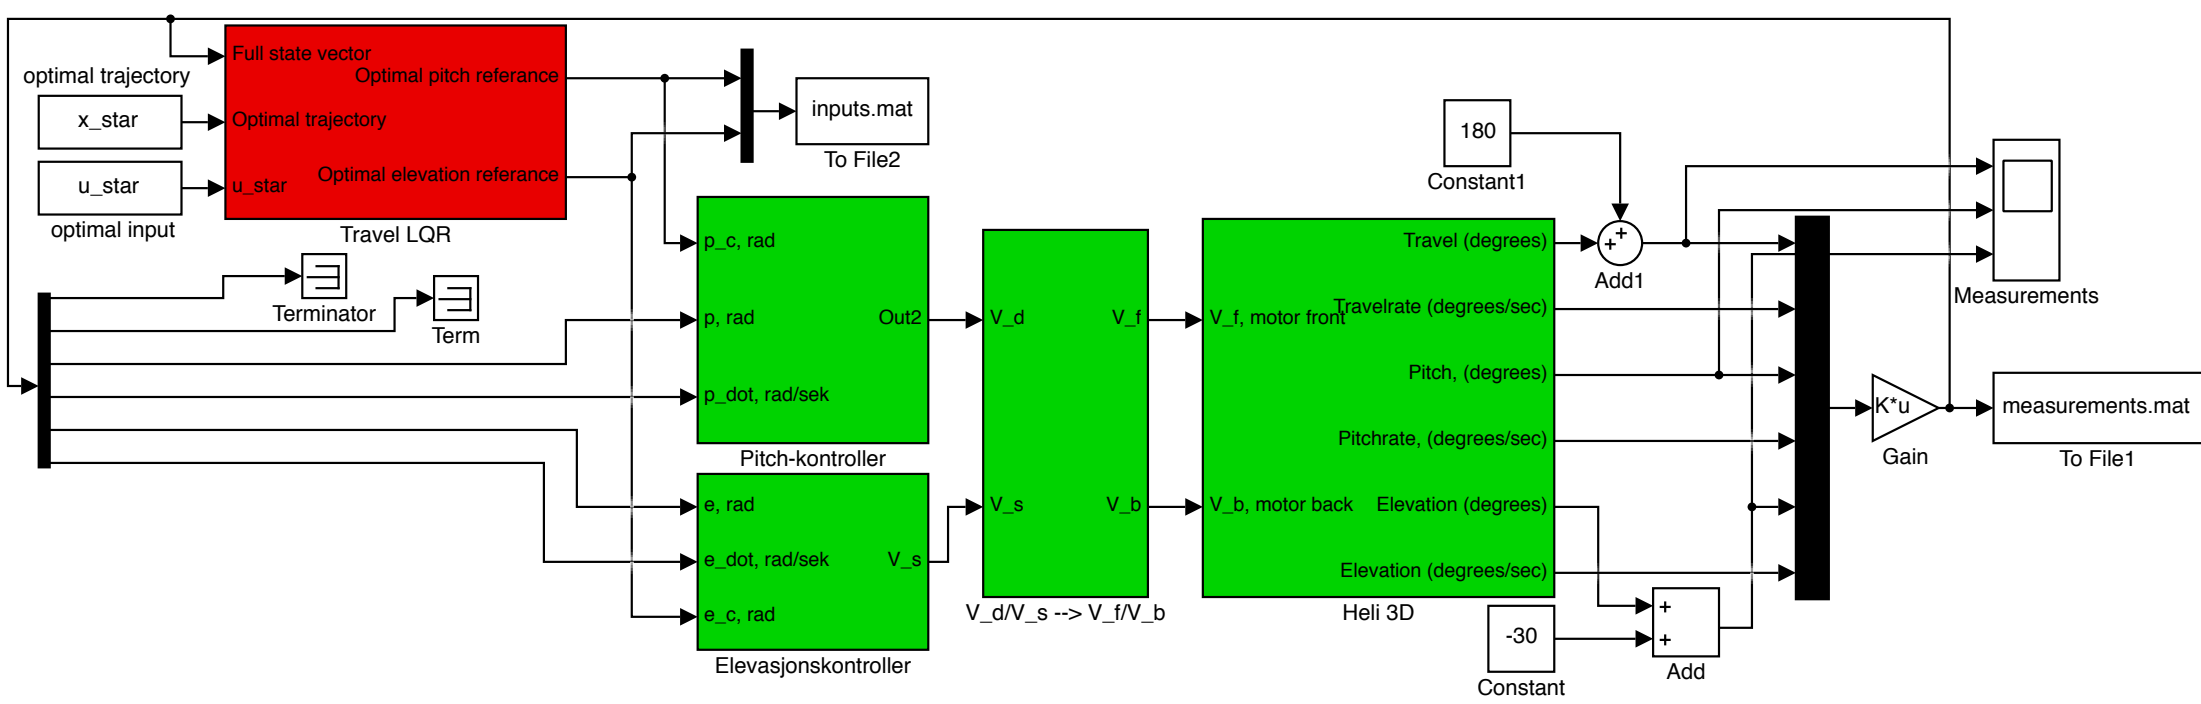 optimal trajectory
x_star
u_star
optimal input
Full state vector
Optimal pitch referance
Optimal trajectory
Optimal elevation referance
u_star
Travel LQR
inputs.mat
To File2
Terminator
Term
p_c, rad
p, rad
Out2
p_dot, rad/sek
Pitch-kontroller
e, rad
e_dot, rad/sek
V_s
e_c, rad
Elevasjonskontroller
V_d
V_f
V_s
V_b
V_d/V_s --> V_f/V_b
Travel (degrees)
V_f, motor front
Travelrate (degrees/sec)
Pitch, (degrees)
Pitchrate, (degrees/sec)
V_b, motor back
Elevation (degrees)
Elevation (degrees/sec)
Heli 3D
180
Constant1
+
+
Add1
-30
Constant
+
+
Add
Measurements
K*u
Gain
measurements.mat
To File1